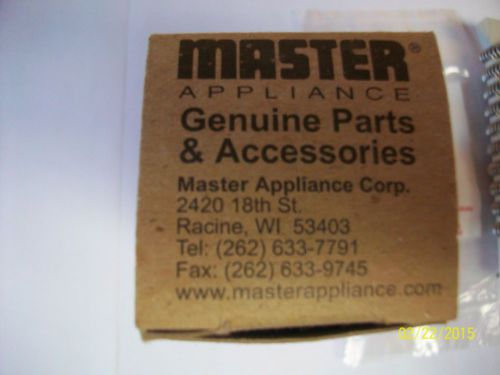 MASTER®
APPLIANCE
Genuine Parts
& Accessories
Master Appliance Corp.
2420 18th St.
Racine, WI 53403
Tel: (262) 633-7791
Fax: (262) 633-9745
www.masterappliance.com
02/22/2015